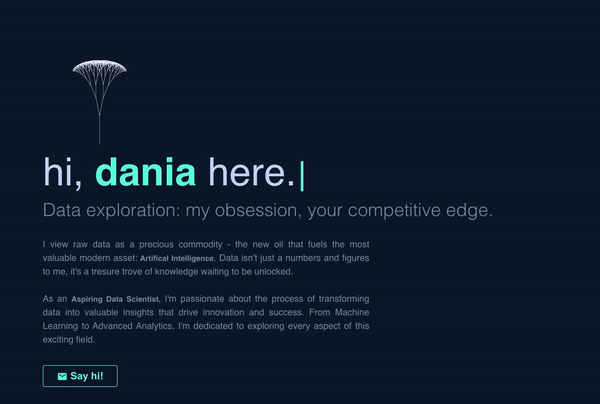 hi, dania here.
Data exploration: my obsession, your competitive edge.
I view raw data as a precious commodity - the new oil that fuels the most
valuable modern asset: Artifical Intelligence. Data isn't just a numbers and figures
to me, it's a tresure trove of knowledge waiting to be unlocked.
As an Aspiring Data Scientist, I'm passionate about the process of transforming
data into valuable insights that drive innovation and success. From Machine
Learning to Advanced Analytics, I'm dedicated to exploring every aspect of this
exciting field.
Say hi!